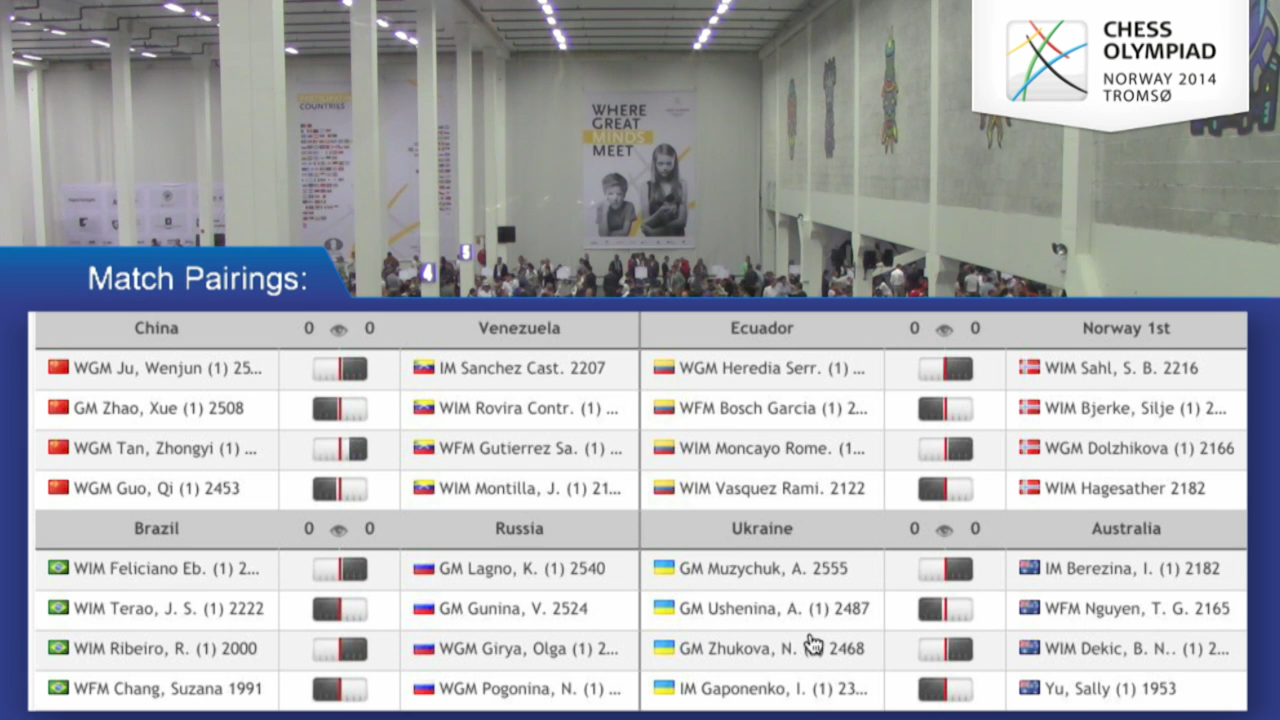 CHESS
OLYMPIAD
NORWAY 2014
TROMSØ
COUNTRIES
WHERE
GREAT
MINDS
MEET
4
5
Match Pairings:
China 0 0 Venezuela Ecuador 0 0 Norway 1st
WGM Ju, Wenjun (1) 25... IM Sanchez Cast. 2207 WGM Heredia Serr. (1) ... WIM Sahl, S. B. 2216
GM Zhao, Xue (1) 2508 WIM Rovira Contr. (1) ... WFM Bosch Garcia (1) 2... WIM Bjerke, Silje (1) 2...
WGM Tan, Zhongyi (1) ... WFM Gutierrez Sa. (1) ... WIM Moncayo Rome. (1... WGM Dolzhikova (1) 2166
WGM Guo, Qi (1) 2453 WIM Montilla, J. (1) 21... WIM Vasquez Rami. 2122 WIM Hagesather 2182
Brazil 0 0 Russia Ukraine 0 0 Australia
WIM Feliciano Eb. (1) 2... GM Lagno, K. (1) 2540 GM Muzychuk, A. 2555 IM Berezina, I. (1) 2182
WIM Terao, J. S. (1) 2222 GM Gunina, V. 2524 GM Ushenina, A. (1) 2487 WFM Nguyen, T. G. 2165
WIM Ribeiro, R. (1) 2000 WGM Girya, Olga (1) 2... GM Zhukova, N. 2468 WIM Dekic, B. N.. (1) 2...
WFM Chang, Suzana 1991 WGM Pogonina, N. (1) ... IM Gaponenko, I. (1) 23... Yu, Sally (1) 1953